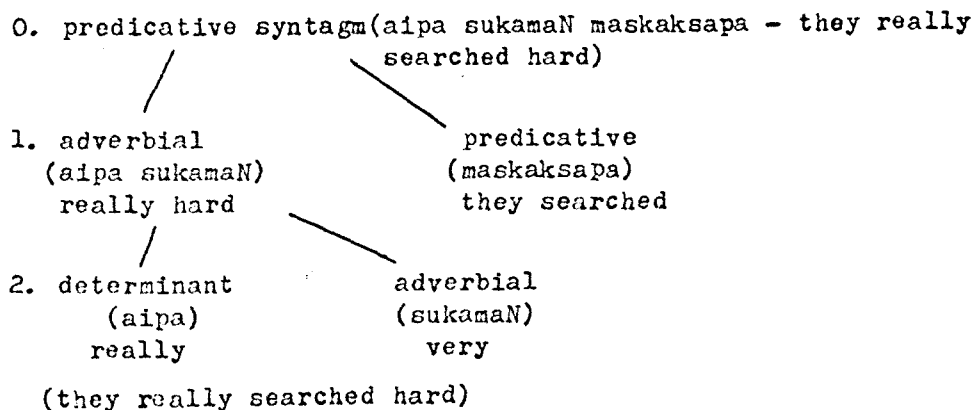 0. predicative syntagm(aipa sukamaN maskaksapa - they really
searched hard)
1. adverbial predicative
(aipa sukamaN) (maskaksapa)
really hard they searched
2. determinant adverbial
(aipa) (sukamaN)
really very
(they really searched hard)